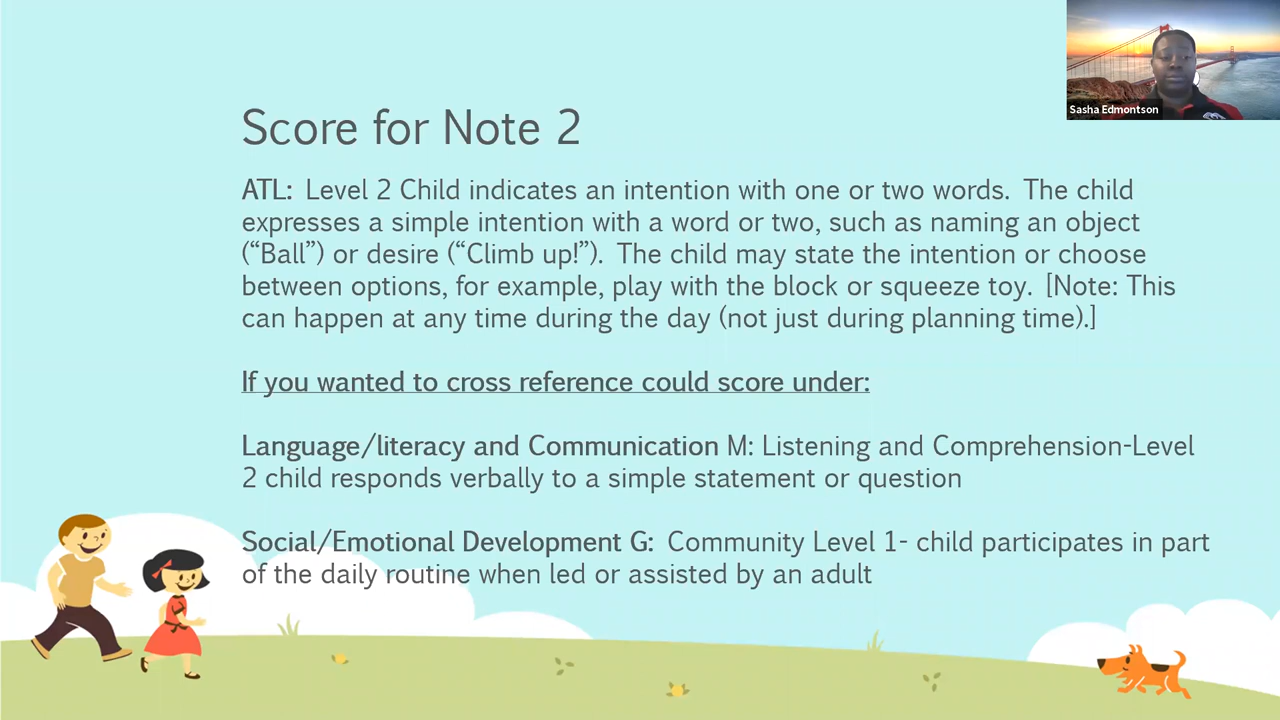 Sasha Edmontson
Score for Note 2
ATL:  Level 2 Child indicates an intention with one or two words.  The child
expresses a simple intention with a word or two, such as naming an object
(“Ball”) or desire (“Climb up!”).  The child may state the intention or choose
between options, for example, play with the block or squeeze toy.  [Note: This
can happen at any time during the day (not just during planning time).]
If you wanted to cross reference could score under:
Language/literacy and Communication M: Listening and Comprehension-Level
2 child responds verbally to a simple statement or question
Social/Emotional Development G:  Community Level 1- child participates in part
of the daily routine when led or assisted by an adult